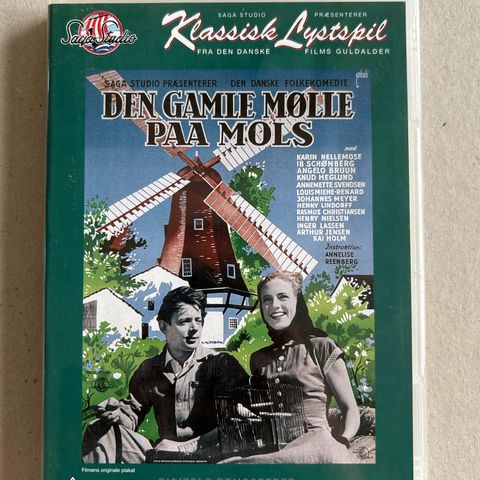 Saga Studio
SAGA STUDIO PRÆSENTERER
Klassisk Lystspil
FRA DEN DANSKE FILMS GULDALDER
SAGA STUDIO PRÆSENTERER DEN DANSKE FOLKEKOMEDIE
DEN GAMLE MØLLE
PAA MOLS
med
KARIN NELLEMOSE
IB SCHØNBERG
ANGELO BRUUN
KNUD HEGLUND
ANNEMETTE SVENDSEN
LOUIS MIEHE-RENARD
JOHANNES MEYER
HENNY LINDORFF
RASMUS CHRISTIANSEN
HENRY NIELSEN
INGER LASSEN
ARTHUR JENSEN
KAI HOLM
Instruktion:
ANNELISE
REENBERG
Filmens originale plakat